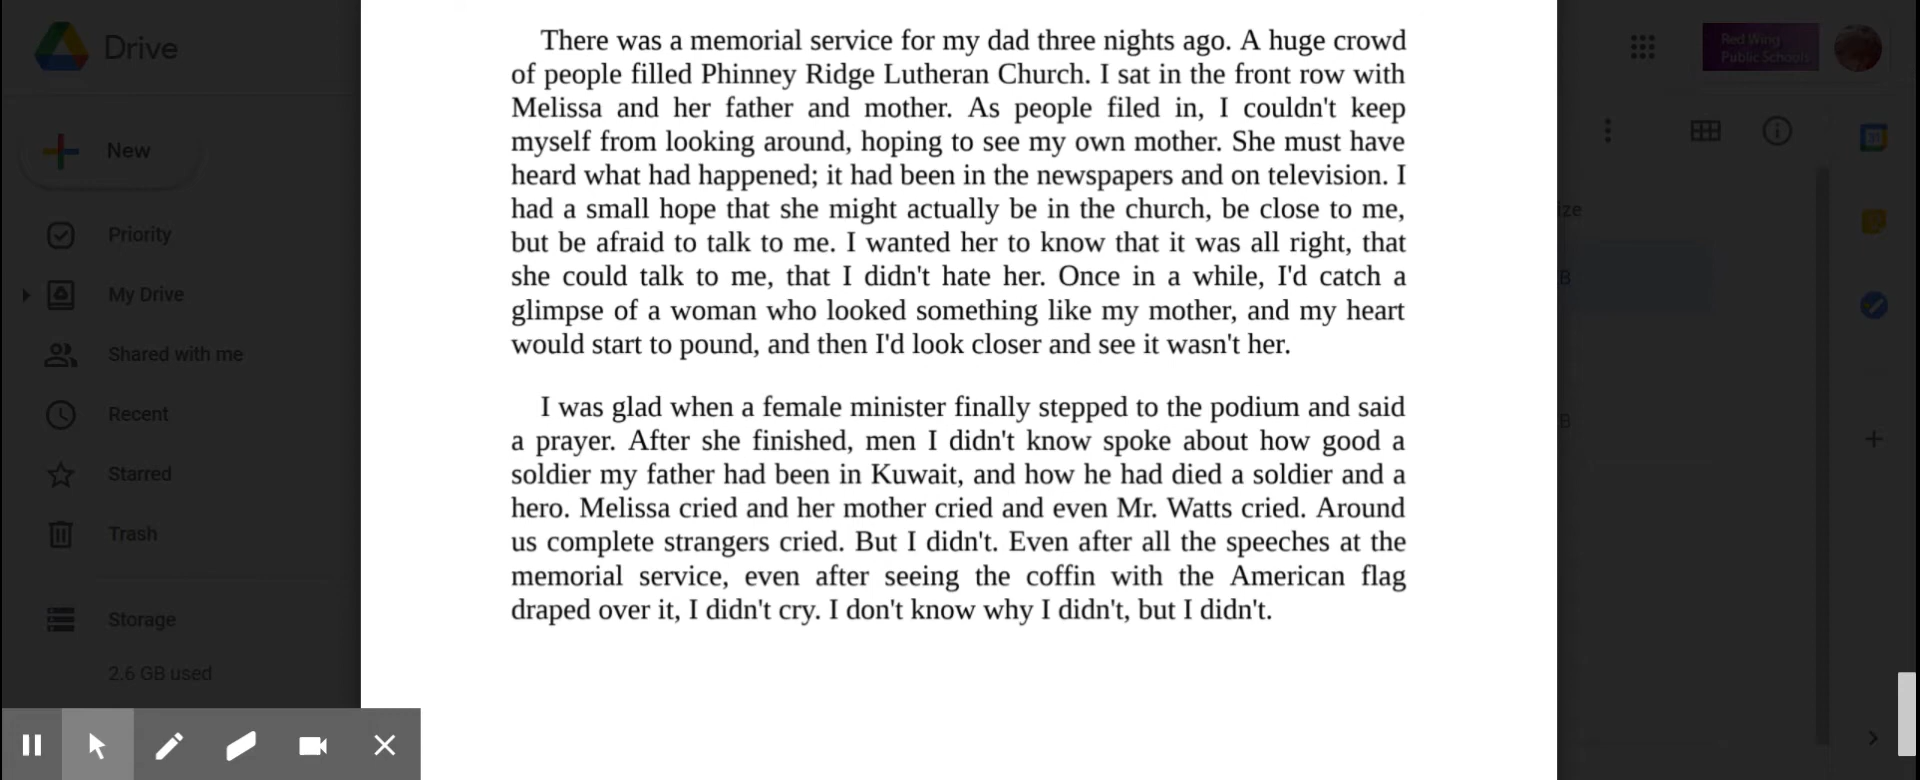 Drive
New
Priority
My Drive
Shared with me
Recent
Starred
Trash
Storage
2.6 GB used
There was a memorial service for my dad three nights ago. A huge crowd
of people filled Phinney Ridge Lutheran Church. I sat in the front row with
Melissa and her father and mother. As people filed in, I couldn't keep
myself from looking around, hoping to see my own mother. She must have
heard what had happened; it had been in the newspapers and on television. I
had a small hope that she might actually be in the church, be close to me,
but be afraid to talk to me. I wanted her to know that it was all right, that
she could talk to me, that I didn't hate her. Once in a while, I'd catch a
glimpse of a woman who looked something like my mother, and my heart
would start to pound, and then I'd look closer and see it wasn't her.
I was glad when a female minister finally stepped to the podium and said
a prayer. After she finished, men I didn't know spoke about how good a
soldier my father had been in Kuwait, and how he had died a soldier and a
hero. Melissa cried and her mother cried and even Mr. Watts cried. Around
us complete strangers cried. But I didn't. Even after all the speeches at the
memorial service, even after seeing the coffin with the American flag
draped over it, I didn't cry. I don't know why I didn't, but I didn't.
Red Wing
Public Schools
ize
B
B
31